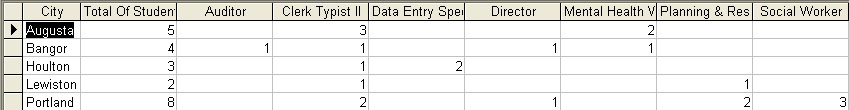 City Total Of Student Auditor Clerk Typist II Data Entry Spe Director Mental Health Planning & Res Social Worker
Augusta 5 3 2
Bangor 4 1 1 1 1
Houlton 3 1 2
Lewiston 2 1 1
Portland 8 2 1 2 3